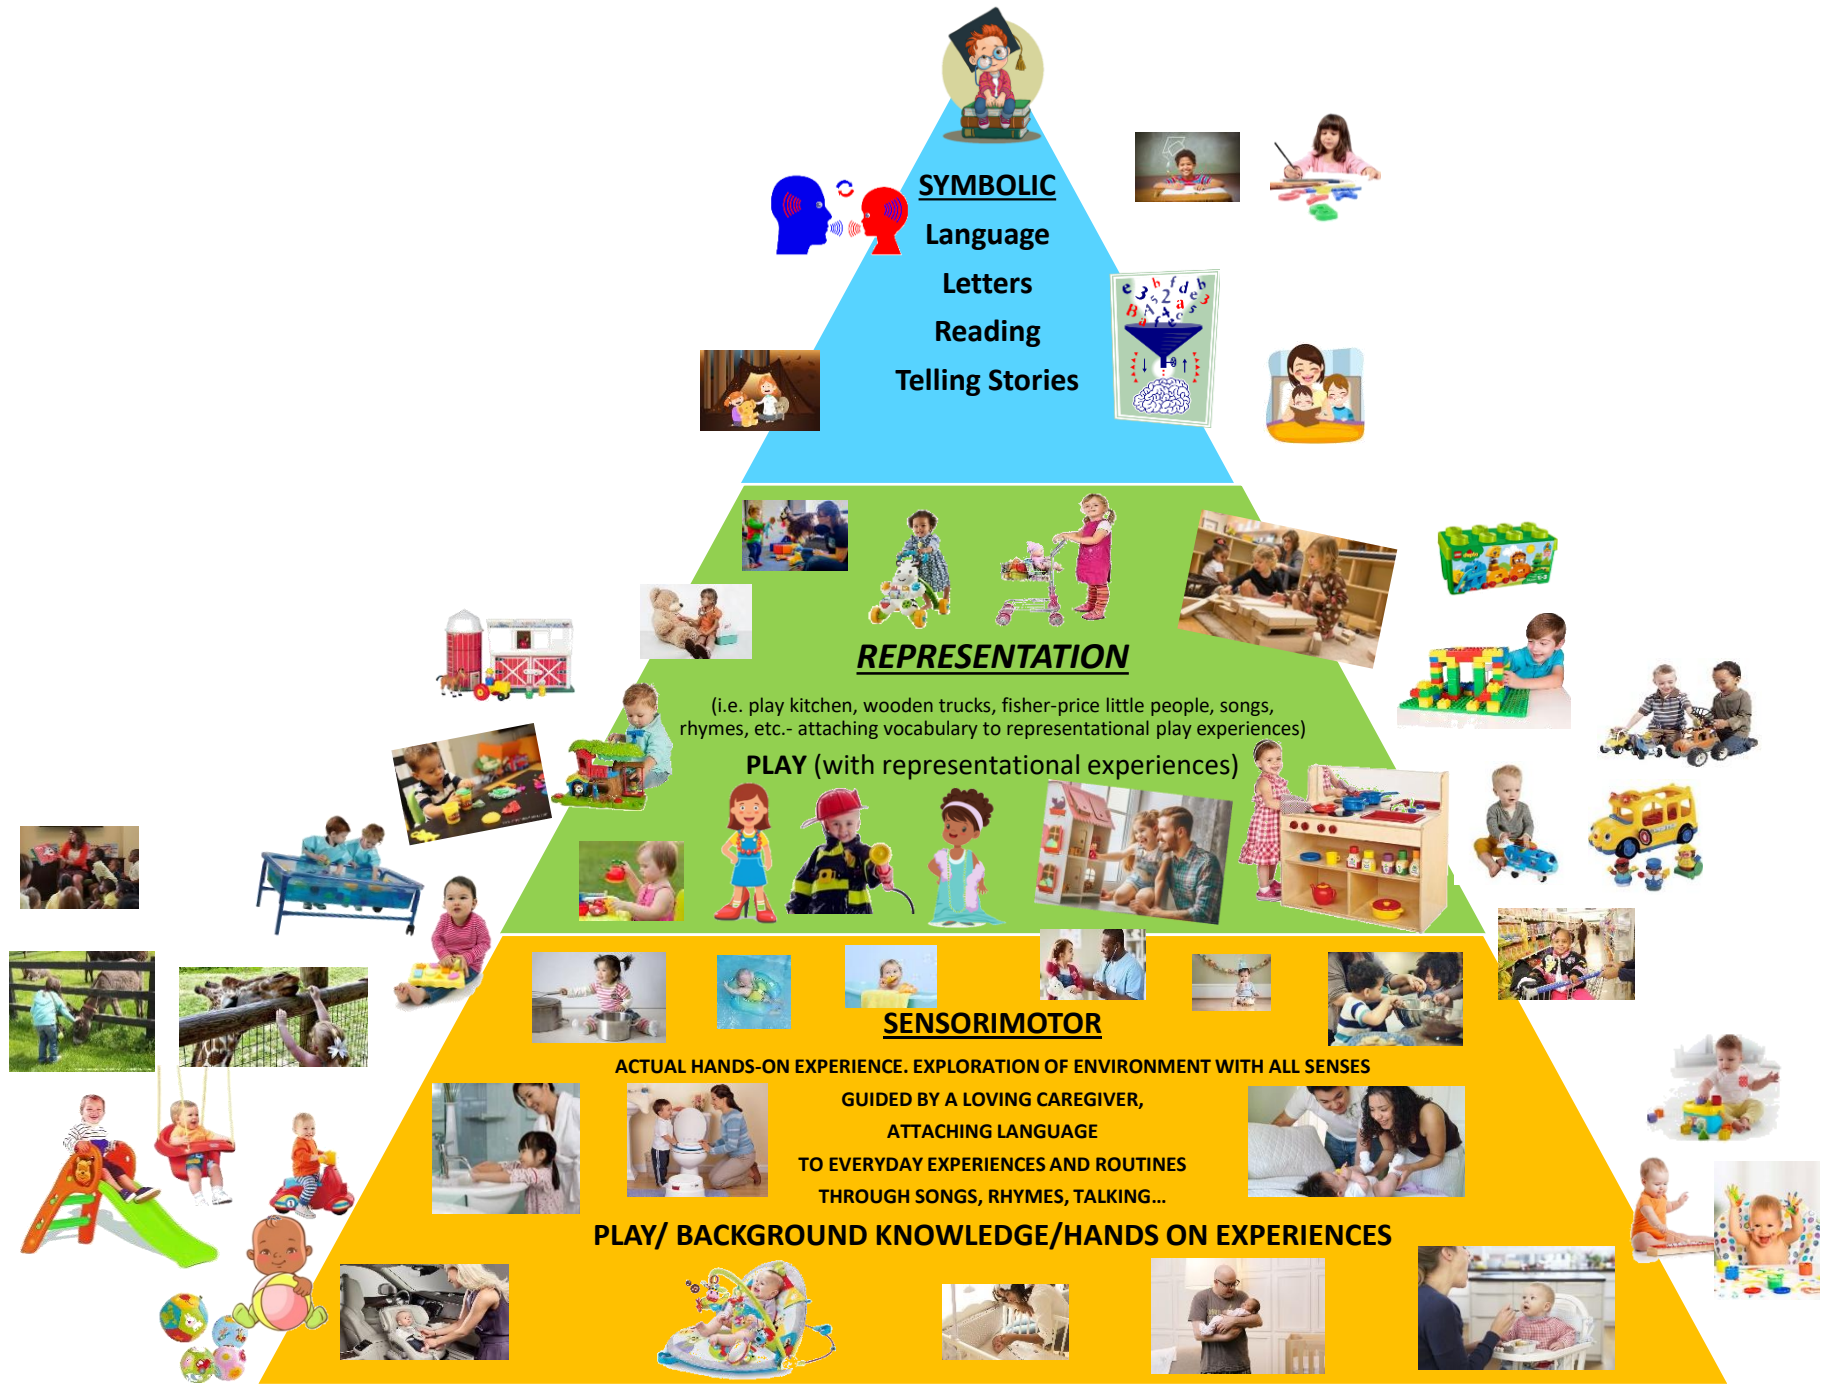 SYMBOLIC
Language
Letters
Reading
Telling Stories
REPRESENTATION
(i.e. play kitchen, wooden trucks, fisher-price little people, songs,
rhymes, etc.- attaching vocabulary to representational play experiences)
PLAY (with representational experiences)
SENSORIMOTOR
ACTUAL HANDS-ON EXPERIENCE. EXPLORATION OF ENVIRONMENT WITH ALL SENSES
GUIDED BY A LOVING CAREGIVER,
ATTACHING LANGUAGE
TO EVERYDAY EXPERIENCES AND ROUTINES
THROUGH SONGS, RHYMES, TALKING…
PLAY/ BACKGROUND KNOWLEDGE/HANDS ON EXPERIENCES